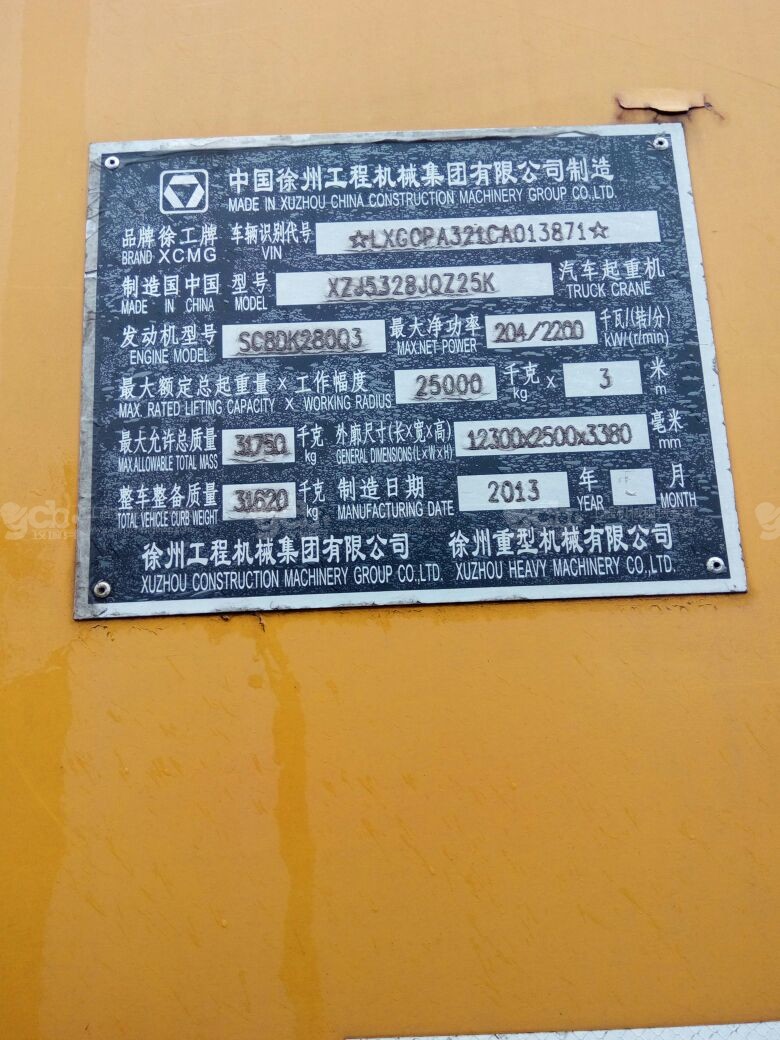 中国徐州工程机械集团有限公司制造
MADE IN XUZHOU CHINA CONSTRUCTION MACHINERY GROUP CO.,LTD.
品牌 徐工牌 车辆识别代号 ☆LXGCPA321CA013871☆
BRAND XCMG VIN
制造国 中国 型号 XZJ5328JQZ25K 汽车起重机
MADE IN CHINA MODEL TRUCK CRANE
发动机型号 SC8DK280Q3 最大净功率 204/2200 千瓦/(转/分)
ENGINE MODEL MAX.NET-POWER kW/(r/min)
最大额定总起重量 x 工作幅度 25000 千克 x 3 米
MAX. RATED LIFTING CAPACITY X WORKING RADIUS kg m
最大允许总质量 31750 千克 外廓尺寸(长x宽x高) 12300x2500x3380 毫米
MAX.ALLOWABLE TOTAL MASS kg GENERAL DIMENSIONS(LxWxH) mm
整车整备质量 31620 千克 制造日期 2013 年 月
TOTAL VEHICLE CURB WEIGHT kg MANUFACTURING DATE YEAR MONTH
徐州工程机械集团有限公司 徐州重型机械有限公司
XUZHOU CONSTRUCTION MACHINERY GROUP CO.,LTD. XUZHOU HEAVY MACHINERY CO.,LTD.